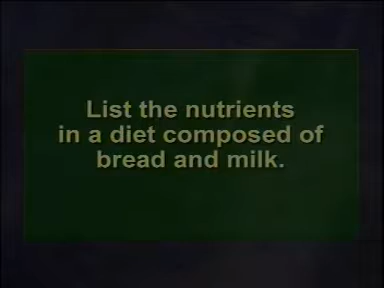 List the nutrients
in a diet composed of
bread and milk.